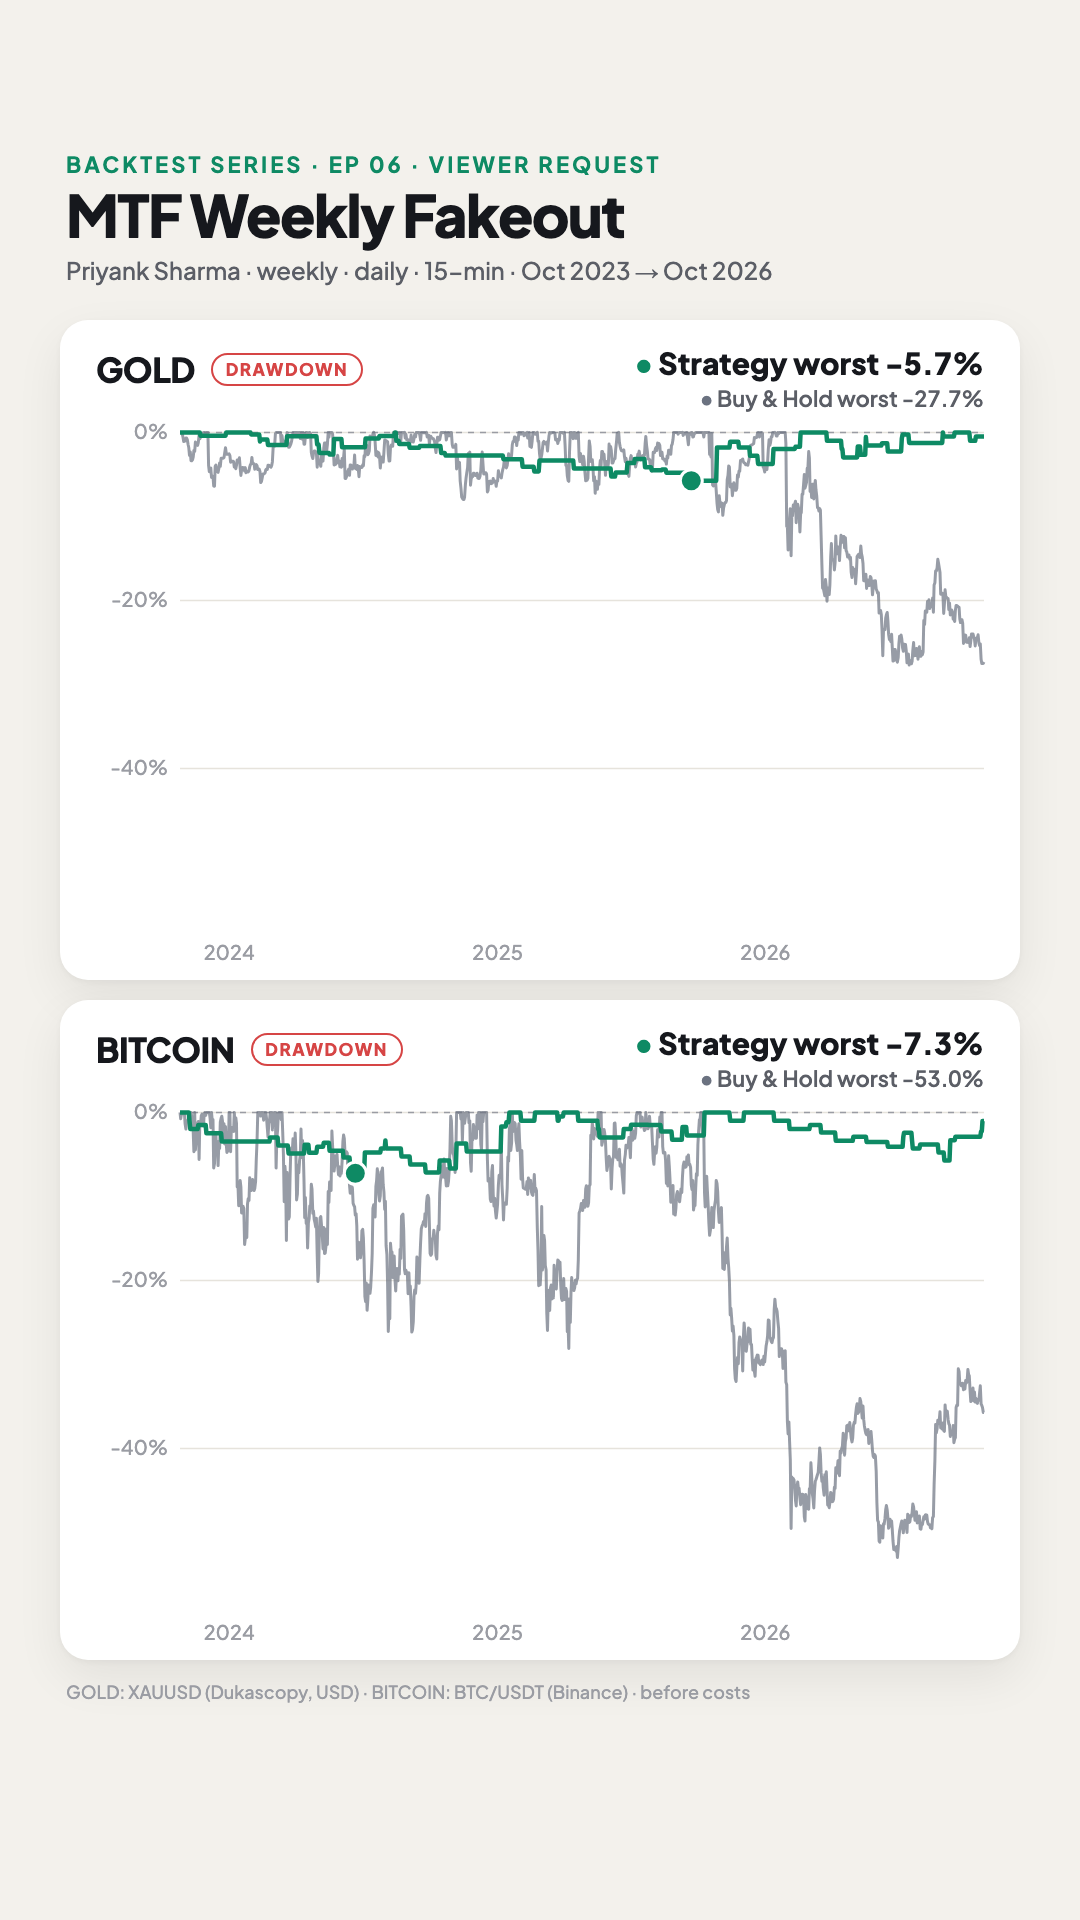 BACKTEST SERIES · EP 06 · VIEWER REQUEST
MTF Weekly Fakeout
Priyank Sharma · weekly · daily · 15-min · Oct 2023 → Oct 2026
GOLD DRAWDOWN
Strategy worst -5.7%
Buy & Hold worst -27.7%
0%
-20%
-40%
2024 2025 2026
BITCOIN DRAWDOWN
Strategy worst -7.3%
Buy & Hold worst -53.0%
0%
-20%
-40%
2024 2025 2026
GOLD: XAUUSD (Dukascopy, USD) · BITCOIN: BTC/USDT (Binance) · before costs